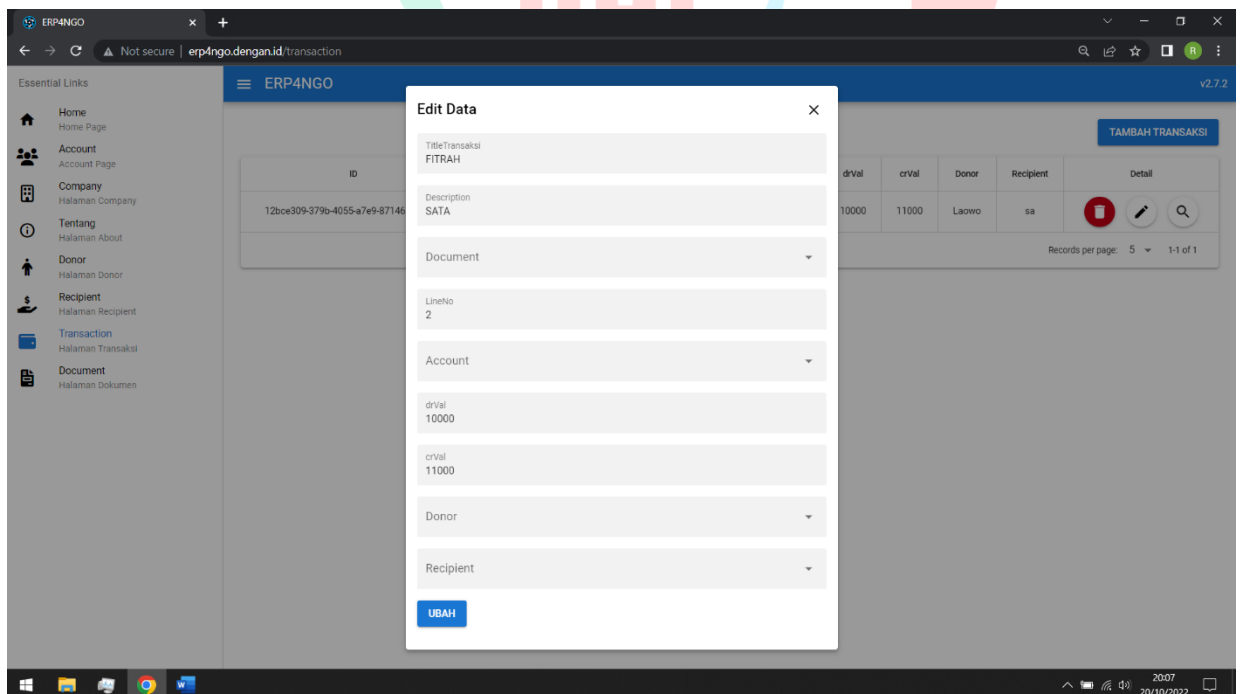 ERP4NGO
Not secure | erp4ngo.dengan.id/transaction
R
Essential Links
ERP4NGO
v2.7.2
Home
Home Page
Account
Account Page
Company
Halaman Company
Tentang
Halaman About
Donor
Halaman Donor
Recipient
Halaman Recipient
Transaction
Halaman Transaksi
Document
Halaman Dokumen
TAMBAH TRANSAKSI
ID drVal crVal Donor Recipient Detail
12bce309-379b-4055-a7e9-87146 10000 11000 Laowo sa
Records per page: 5 1-1 of 1
Edit Data
TitleTransaksi
FITRAH
Description
SATA
Document
LineNo
2
Account
drVal
10000
crVal
11000
Donor
Recipient
UBAH
20:07
20/10/2022